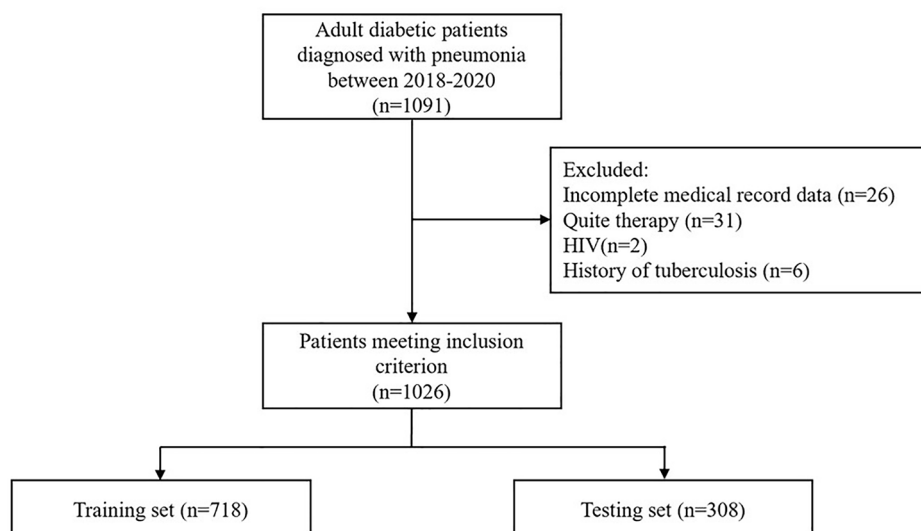 Adult diabetic patients
diagnosed with pneumonia
between 2018-2020
(n=1091)
Excluded:
Incomplete medical record data (n=26)
Quite therapy (n=31)
HIV(n=2)
History of tuberculosis (n=6)
Patients meeting inclusion
criterion
(n=1026)
Training set (n=718)
Testing set (n=308)